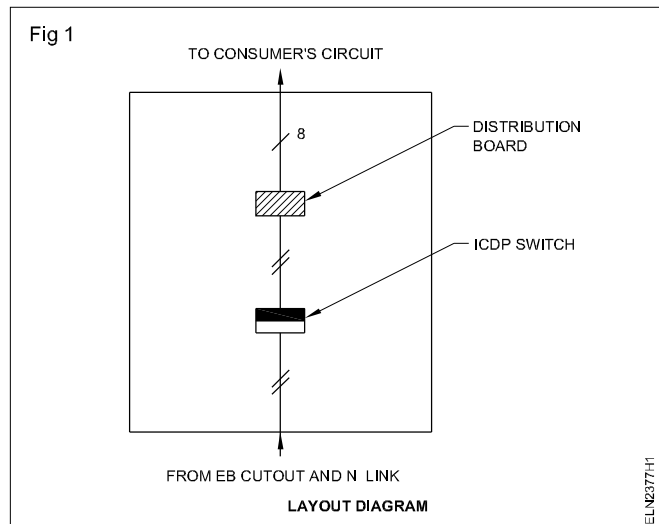 Fig 1
TO CONSUMER'S CIRCUIT
8
DISTRIBUTION
BOARD
ICDP SWITCH
FROM EB CUTOUT AND N LINK
LAYOUT DIAGRAM
ELN2377H1